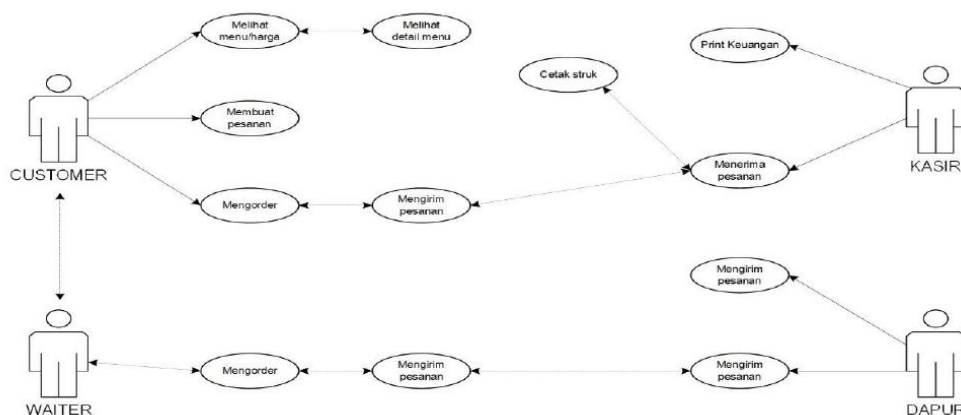 Melihat
menu/harga
Melihat
detail menu
Print Keuangan
Cetak struk
Membuat
pesanan
CUSTOMER
KASIR
Menerima
pesanan
Mengorder
Mengirim
pesanan
Mengirim
pesanan
Mengorder
Mengirim
pesanan
Mengirim
pesanan
WAITER
DAPUR